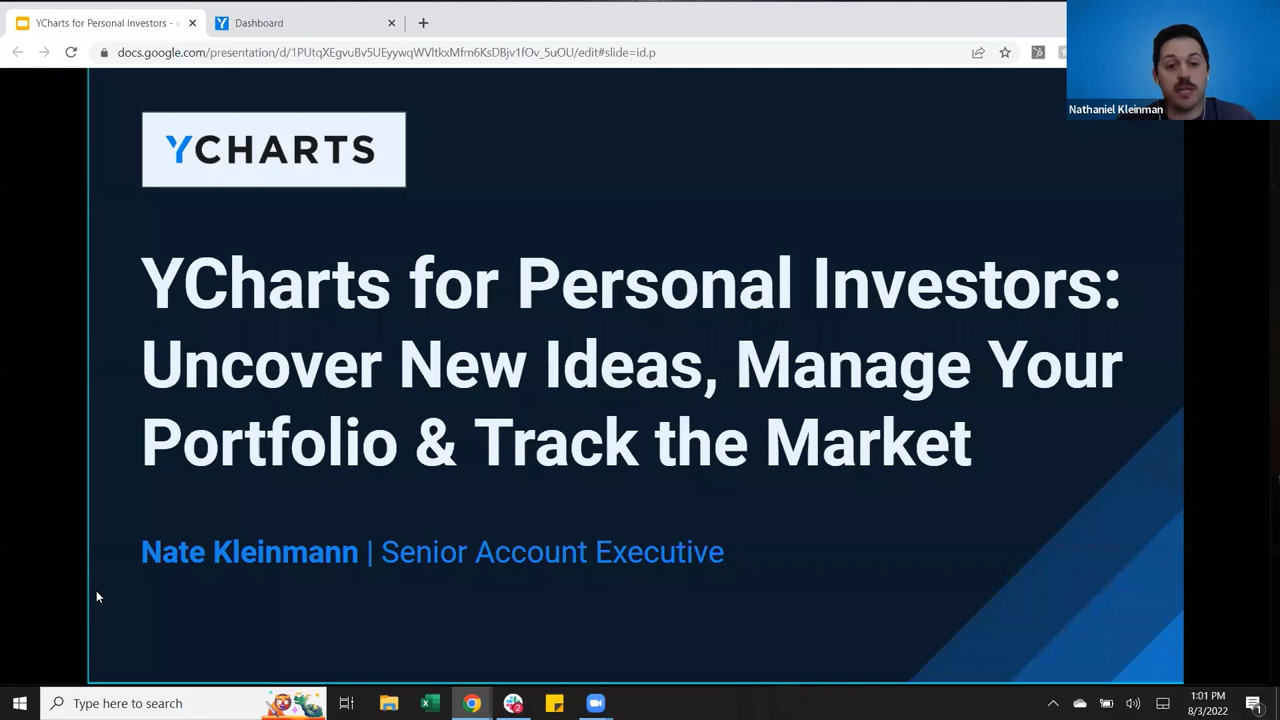 YCharts for Personal Investors -
Dashboard
docs.google.com/presentation/d/1PUtqXEgvuBv5UEyywqWVltkxMfm6KsDBjv1fOv_5uOU/edit#slide=id.p
Nathaniel Kleinman
YCHARTS
YCharts for Personal Investors:
Uncover New Ideas, Manage Your
Portfolio & Track the Market
Nate Kleinmann | Senior Account Executive
Type here to search
1:01 PM
8/3/2022